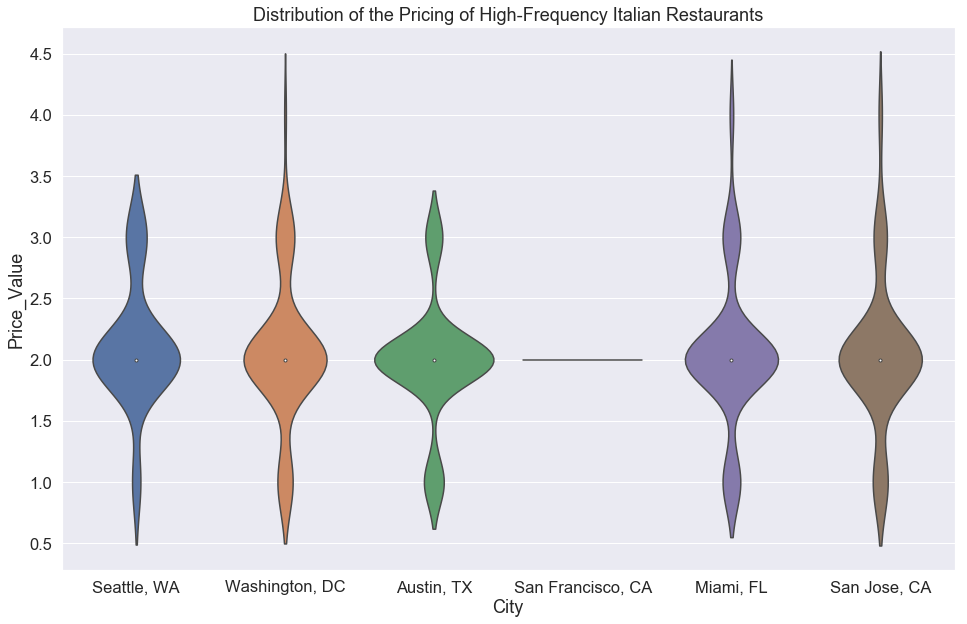 Distribution of the Pricing of High-Frequency Italian Restaurants
Price_Value
4.5
4.0
3.5
3.0
2.5
2.0
1.5
1.0
0.5
Seattle, WA
Washington, DC
Austin, TX
San Francisco, CA
Miami, FL
San Jose, CA
City